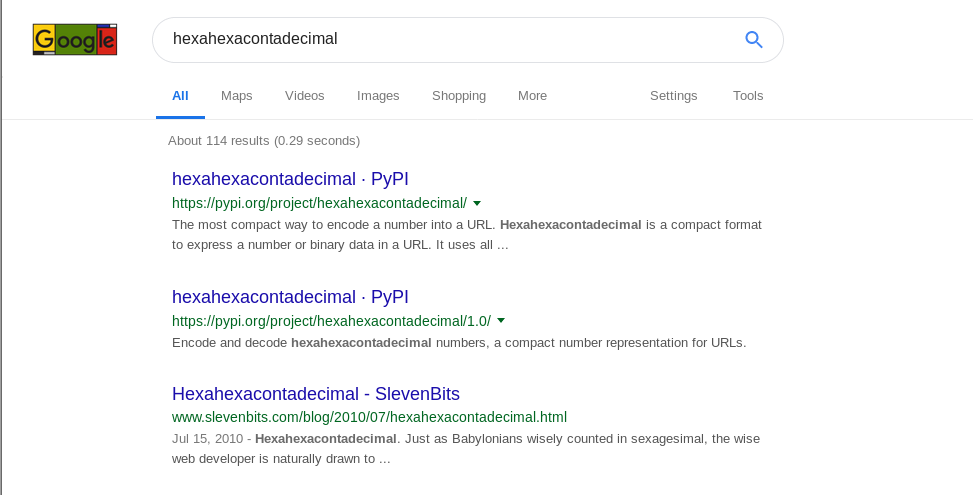 Google
hexahexacontadecimal
All Maps Videos Images Shopping More Settings Tools
About 114 results (0.29 seconds)
hexahexacontadecimal · PyPI
https://pypi.org/project/hexahexacontadecimal/
The most compact way to encode a number into a URL. Hexahexacontadecimal is a compact format
to express a number or binary data in a URL. It uses all ...
hexahexacontadecimal · PyPI
https://pypi.org/project/hexahexacontadecimal/1.0/
Encode and decode hexahexacontadecimal numbers, a compact number representation for URLs.
Hexahexacontadecimal - SlevenBits
www.slevenbits.com/blog/2010/07/hexahexacontadecimal.html
Jul 15, 2010 - Hexahexacontadecimal. Just as Babylonians wisely counted in sexagesimal, the wise
web developer is naturally drawn to ...